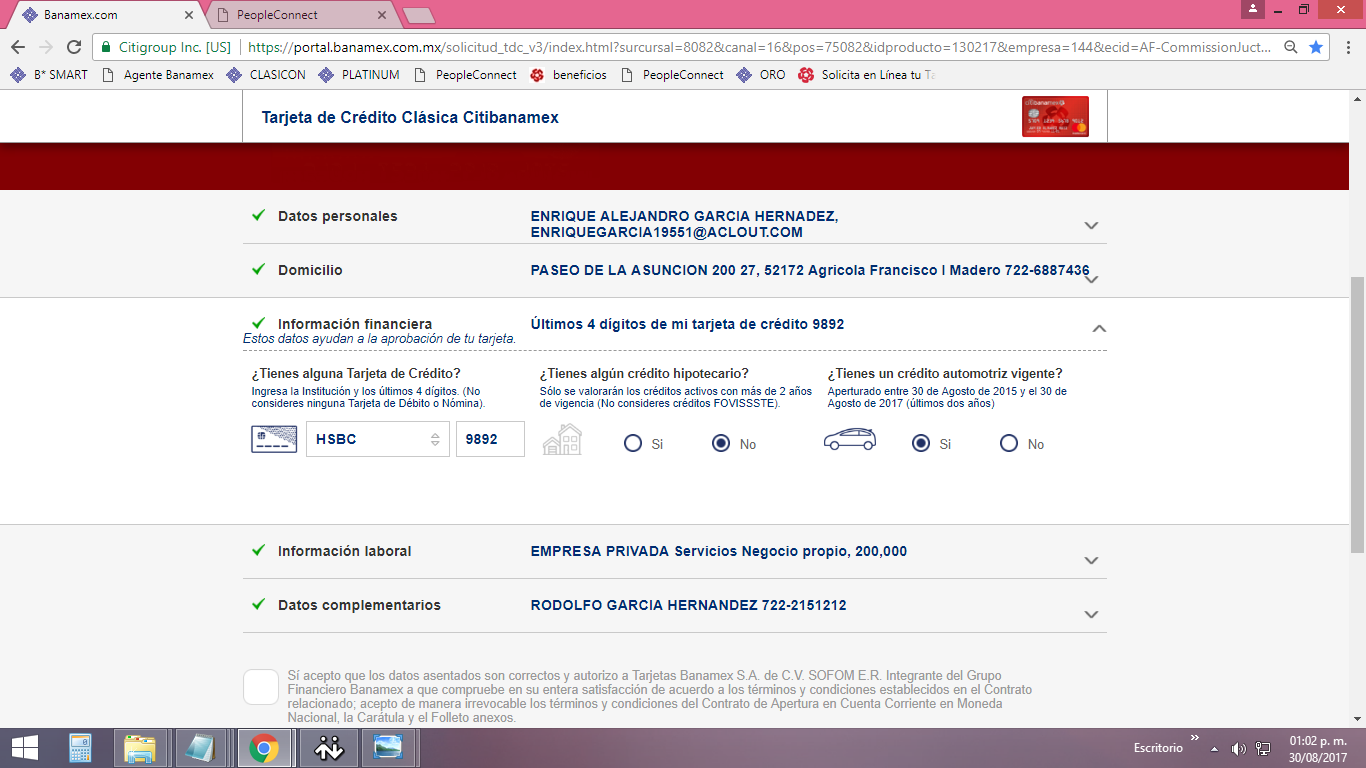 Banamex.com
PeopleConnect
Citigroup Inc. [US]
https://portal.banamex.com.mx/solicitud_tdc_v3/index.html?sucursal=8082&canal=16&pos=75082&idproducto=130217&empresa=144&ecid=AF-CommissionJuct...
B* SMART
Agente Banamex
CLASICON
PLATINUM
PeopleConnect
beneficios
PeopleConnect
ORO
Solicita en Línea tu Ta
Tarjeta de Crédito Clásica Citibanamex
Datos personales
ENRIQUE ALEJANDRO GARCIA HERNADEZ,
ENRIQUEGARCIA19551@ACLOUT.COM
Domicilio
PASEO DE LA ASUNCION 200 27, 52172 Agricola Francisco I Madero 722-6887436
Información financiera
Últimos 4 dígitos de mi tarjeta de crédito 9892
Estos datos ayudan a la aprobación de tu tarjeta.
¿Tienes alguna Tarjeta de Crédito?
Ingresa la Institución y los últimos 4 dígitos. (No
consideres ninguna Tarjeta de Débito o Nómina).
HSBC
9892
¿Tienes algún crédito hipotecario?
Sólo se valorarán los créditos activos con más de 2 años
de vigencia (No consideres créditos FOVISSSTE).
Si
No
¿Tienes un crédito automotriz vigente?
Aperturado entre 30 de Agosto de 2015 y el 30 de
Agosto de 2017 (últimos dos años)
Si
No
Información laboral
EMPRESA PRIVADA Servicios Negocio propio, 200,000
Datos complementarios
RODOLFO GARCIA HERNANDEZ 722-2151212
Sí acepto que los datos asentados son correctos y autorizo a Tarjetas Banamex S.A. de C.V. SOFOM E.R. Integrante del Grupo
Financiero Banamex a que compruebe en su entera satisfacción de acuerdo a los términos y condiciones establecidos en el Contrato
relacionado; acepto de manera irrevocable los términos y condiciones del Contrato de Apertura en Cuenta Corriente en Moneda
Nacional, la Carátula y el Folleto anexos.
Escritorio
01:02 p. m.
30/08/2017